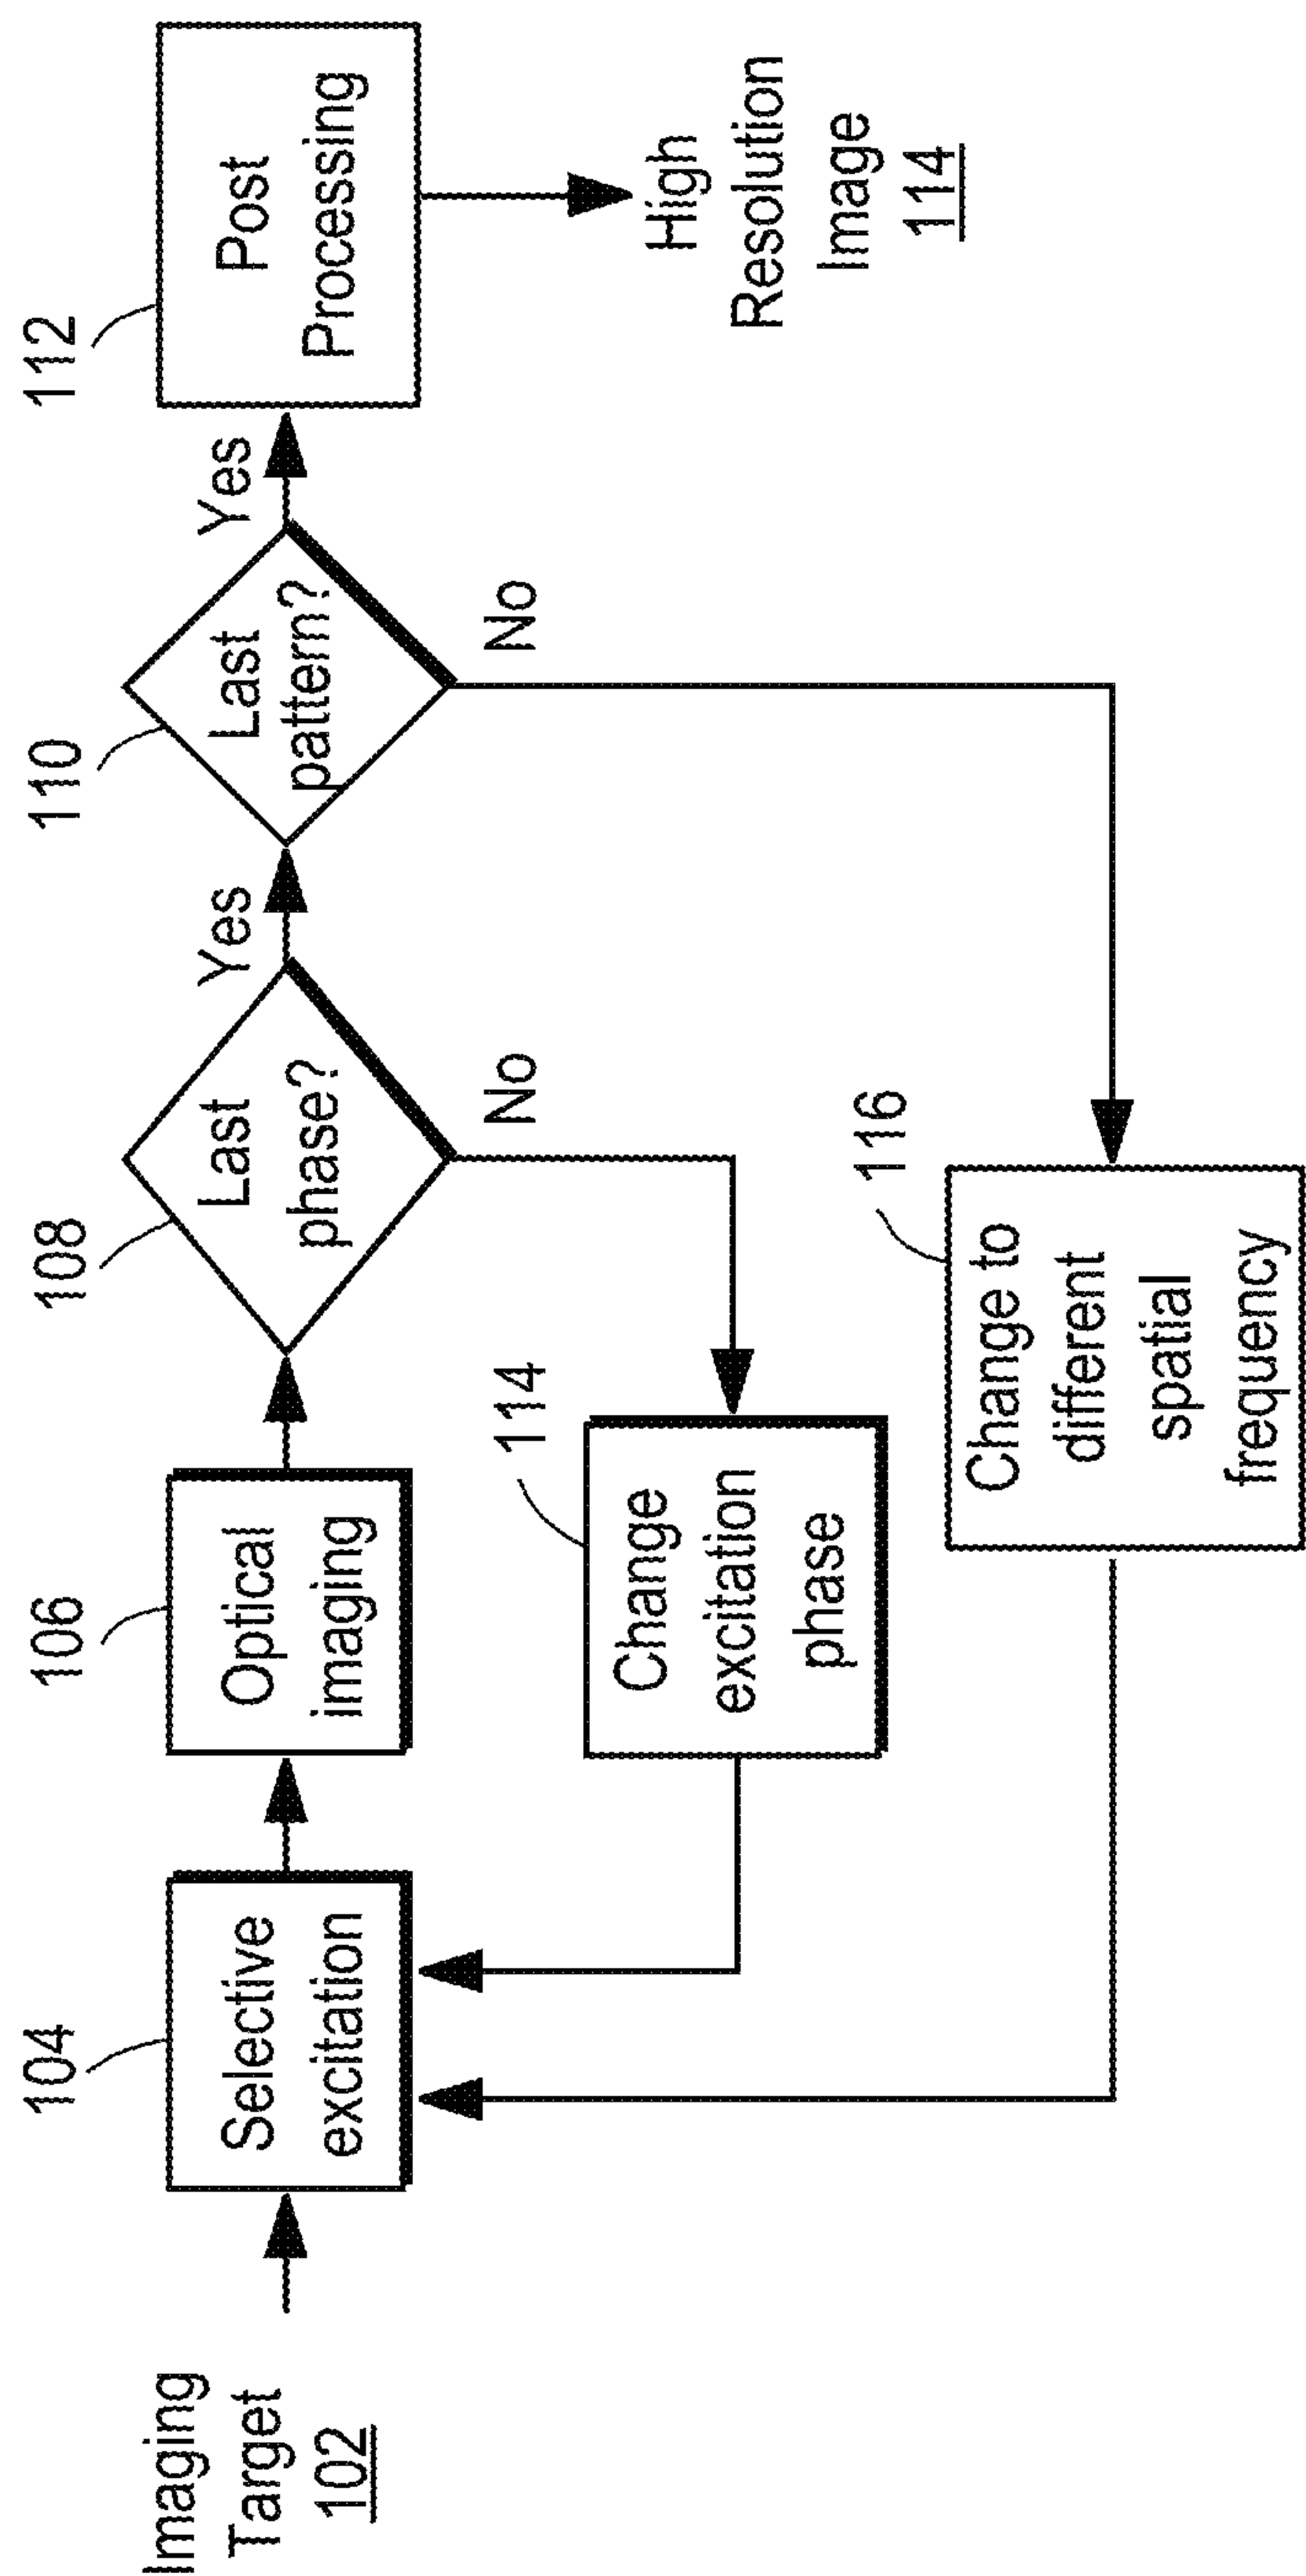 Imaging
Target
102
104
Selective
excitation
106
Optical
imaging
108
Last
phase?
Yes
No
110
Last
pattern?
Yes
No
112
Post
Processing
High
Resolution
Image
114
114
Change
excitation
phase
116
Change to
different
spatial
frequency